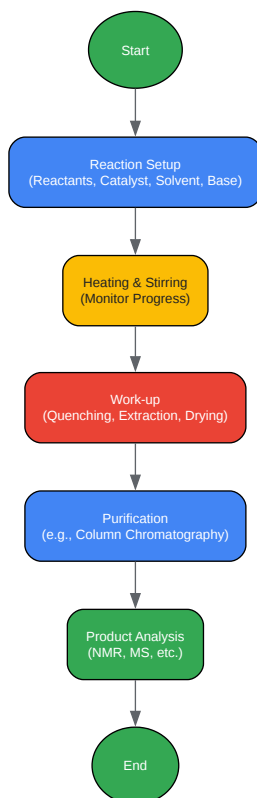 Start
Reaction Setup
(Reactants, Catalyst, Solvent, Base)
Heating & Stirring
(Monitor Progress)
Work-up
(Quenching, Extraction, Drying)
Purification
(e.g., Column Chromatography)
Product Analysis
(NMR, MS, etc.)
End